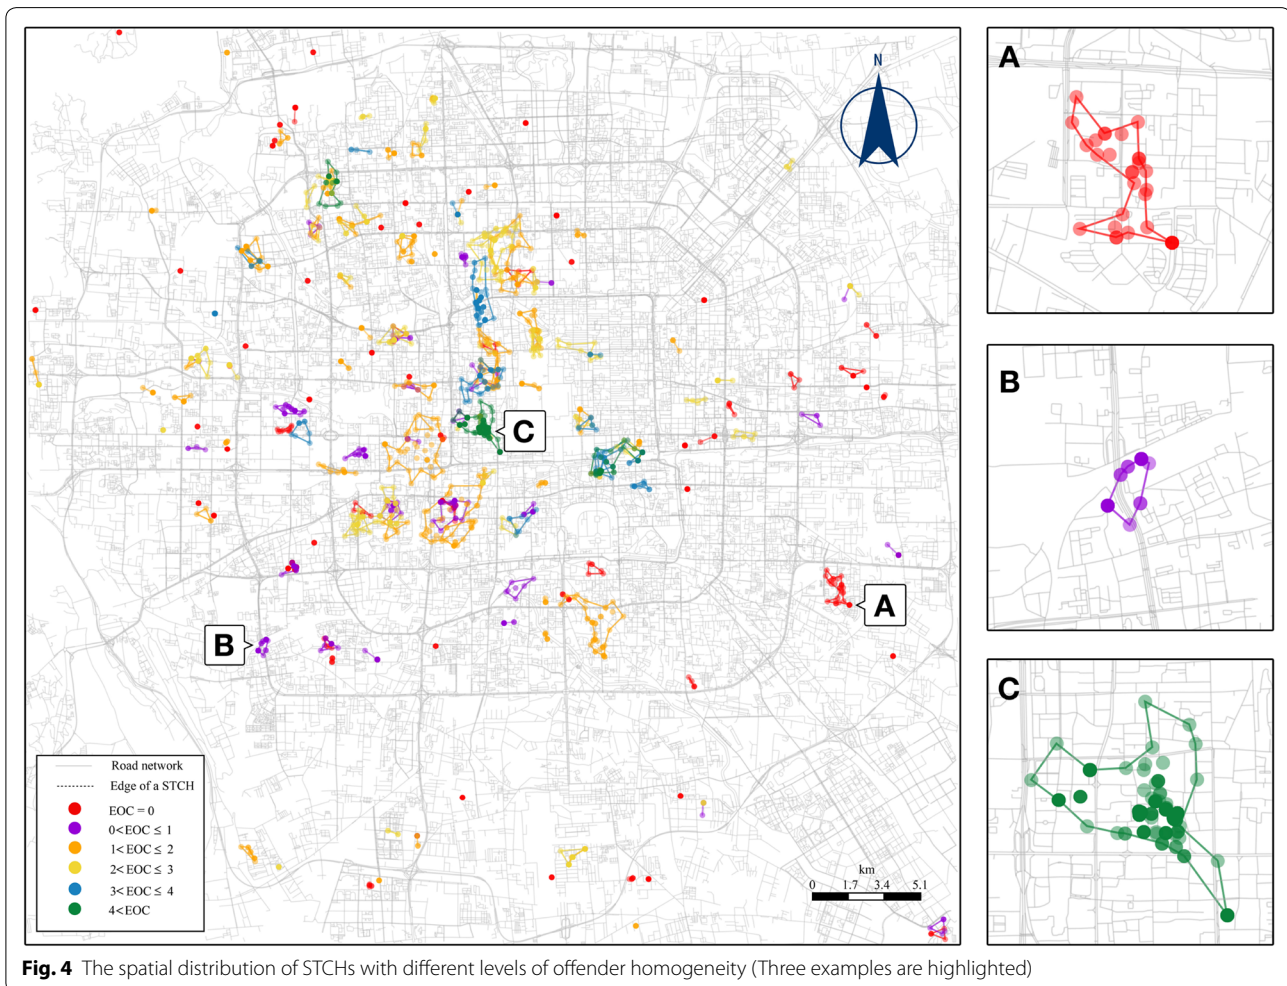 N
A
B
C
A
B
C
Road network
Edge of a STCH
EOC = 0
0<EOC ≤ 1
1<EOC ≤ 2
2<EOC ≤ 3
3<EOC ≤ 4
4<EOC
km
0 1.7 3.4 5.1
Fig. 4 The spatial distribution of STCHs with different levels of offender homogeneity (Three examples are highlighted)